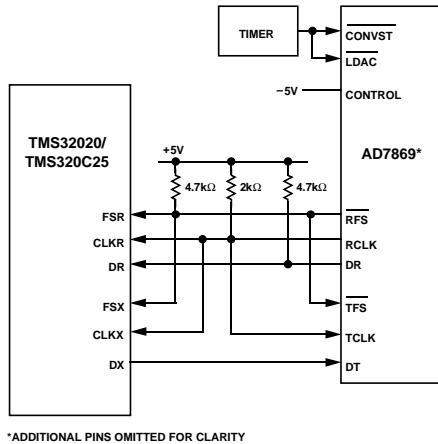 TIMER
CONVST
LDAC
−5V
CONTROL
TMS32020/
TMS320C25
AD7869*
+5V
4.7kΩ
2kΩ
4.7kΩ
FSR
RFS
CLKR
RCLK
DR
DR
FSX
TFS
CLKX
TCLK
DX
DT
*ADDITIONAL PINS OMITTED FOR CLARITY